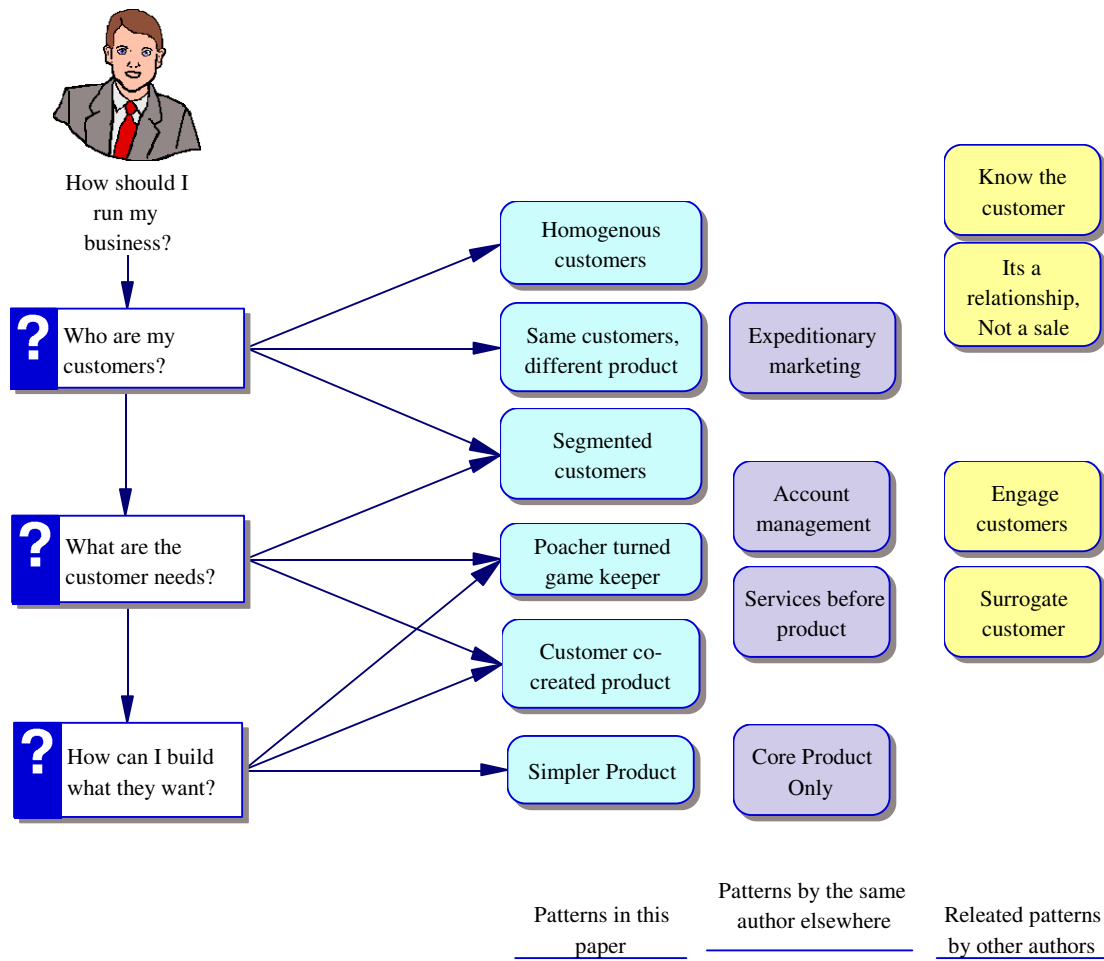 How should I
run my
business?
?
Who are my
customers?
?
What are the
customer needs?
?
How can I build
what they want?
Homogenous
customers
Same customers,
different product
Segmented
customers
Poacher turned
game keeper
Customer co-
created product
Simpler Product
Expeditionary
marketing
Account
management
Services before
product
Core Product
Only
Know the
customer
Its a
relationship,
Not a sale
Engage
customers
Surrogate
customer
Patterns in this
paper
Patterns by the same
author elsewhere
Releated patterns
by other authors